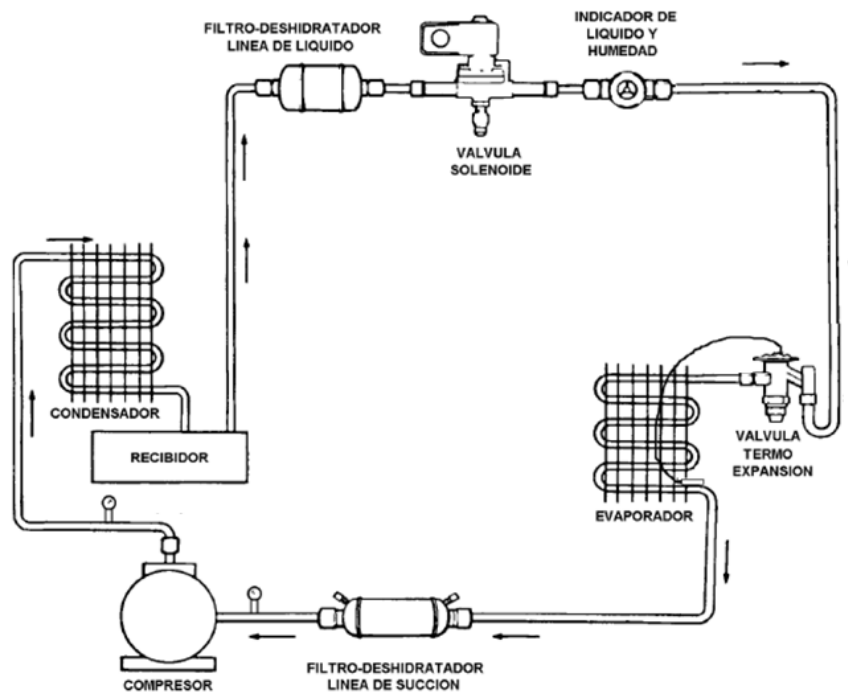 FILTRO-DESHIDRATADOR
LINEA DE LIQUIDO
INDICADOR DE
LIQUIDO Y
HUMEDAD
VALVULA
SOLENOIDE
CONDENSADOR
RECIBIDOR
VALVULA
TERMO
EXPANSION
EVAPORADOR
COMPRESOR
FILTRO-DESHIDRATADOR
LINEA DE SUCCION